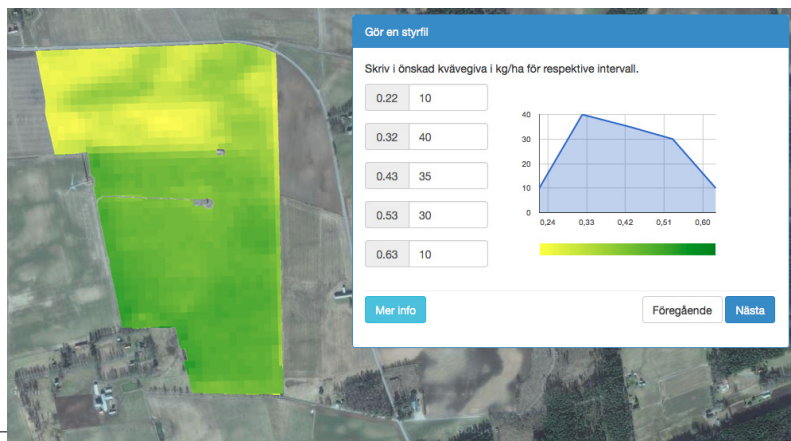 Gör en styrfil
Skriv i önskad kvävegiva i kg/ha för respektive intervall.
0.22 10
0.32 40
0.43 35
0.53 30
0.63 10
40
30
20
10
0
0,24 0,33 0,42 0,51 0,60
Mer info
Föregående
Nästa